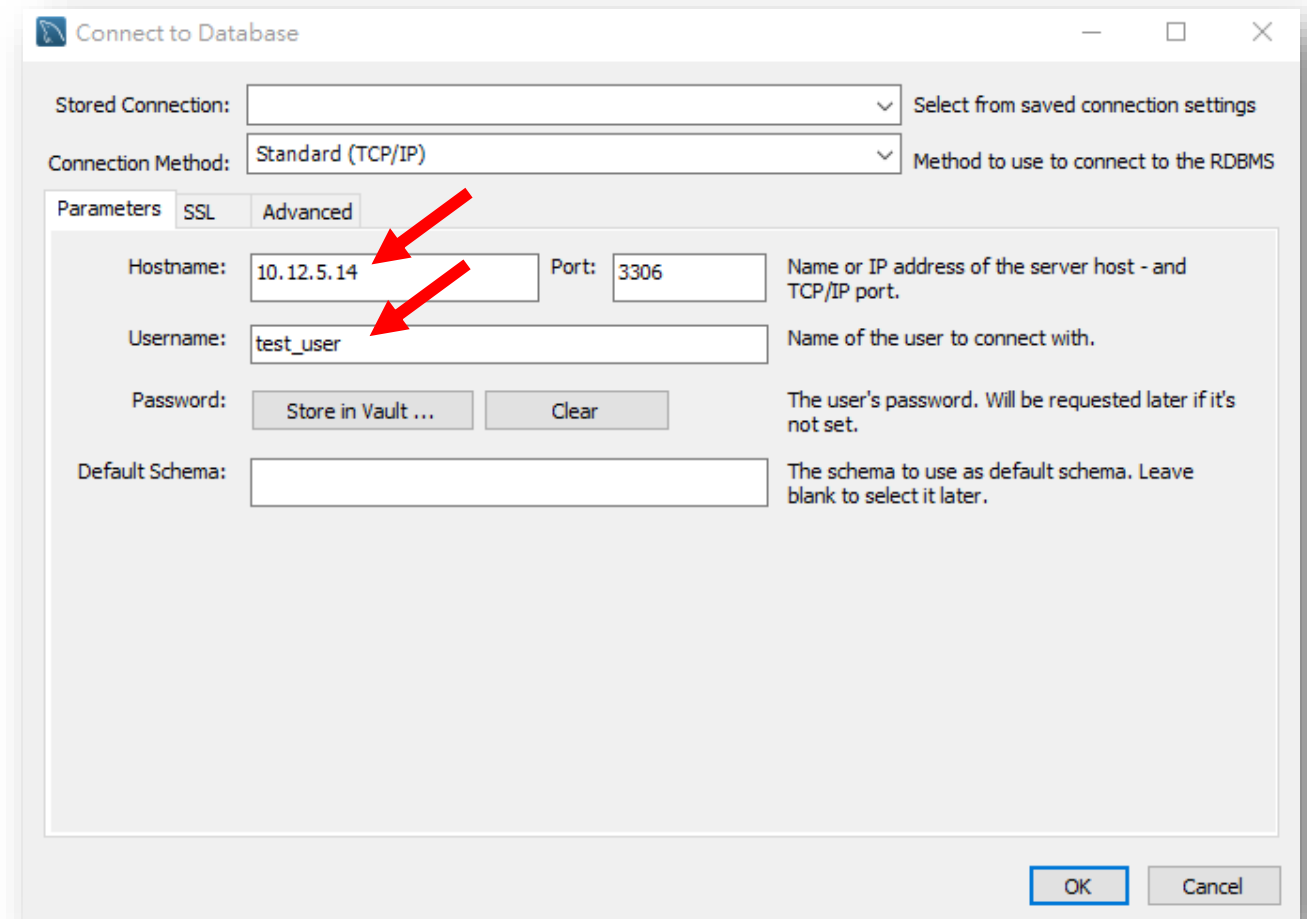 Connect to Database
Stored Connection:
Select from saved connection settings
Connection Method: Standard (TCP/IP) Method to use to connect to the RDBMS
Parameters SSL Advanced
Hostname: 10.12.5.14 Port: 3306 Name or IP address of the server host - and
TCP/IP port.
Username: test_user Name of the user to connect with.
Password: Store in Vault ... Clear The user's password. Will be requested later if it's
not set.
Default Schema: The schema to use as default schema. Leave
blank to select it later.
OK Cancel